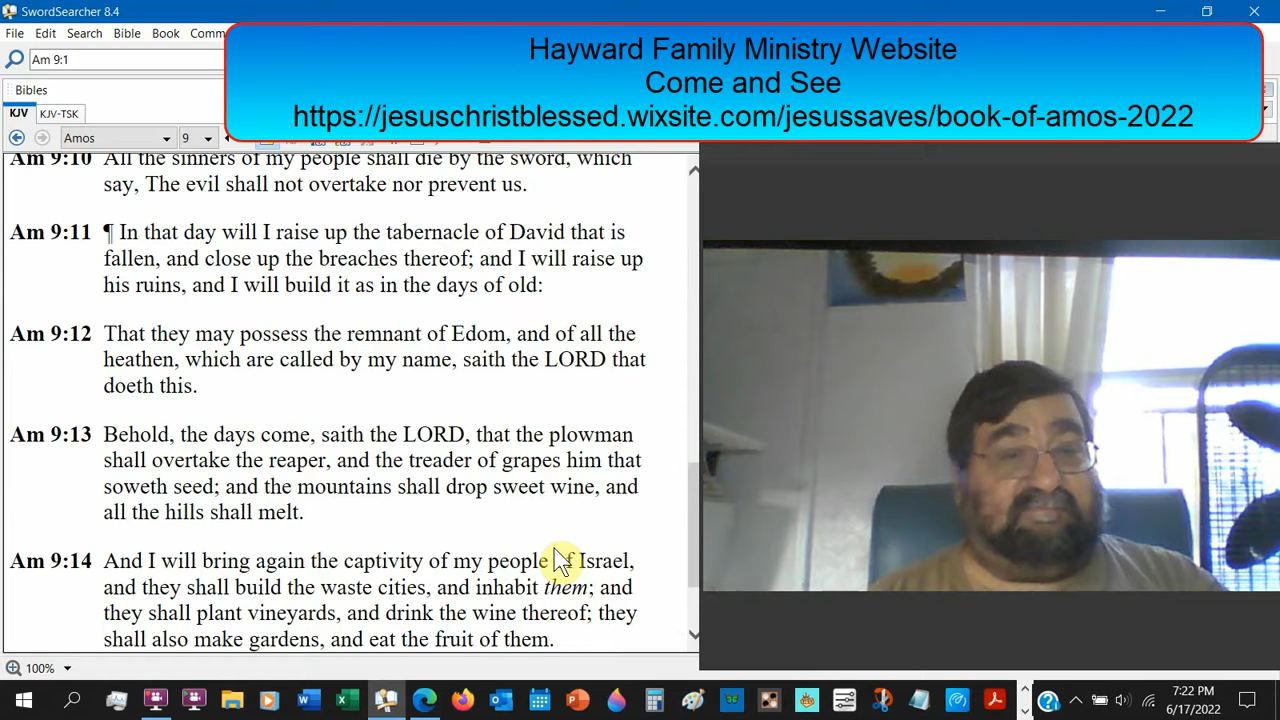 SwordSearcher 8.4
File Edit Search Bible Book Comm
Hayward Family Ministry Website
Come and See
https://jesuschristblessed.wixsite.com/jesussaves/book-of-amos-2022
Am 9:1
Bibles
KJV KJV-TSK
Amos 9
Am 9:10 All the sinners of my people shall die by the sword, which
say, The evil shall not overtake nor prevent us.
Am 9:11 ¶ In that day will I raise up the tabernacle of David that is
fallen, and close up the breaches thereof; and I will raise up
his ruins, and I will build it as in the days of old:
Am 9:12 That they may possess the remnant of Edom, and of all the
heathen, which are called by my name, saith the LORD that
doeth this.
Am 9:13 Behold, the days come, saith the LORD, that the plowman
shall overtake the reaper, and the treader of grapes him that
soweth seed; and the mountains shall drop sweet wine, and
all the hills shall melt.
Am 9:14 And I will bring again the captivity of my people of Israel,
and they shall build the waste cities, and inhabit them; and
they shall plant vineyards, and drink the wine thereof; they
shall also make gardens, and eat the fruit of them.
100%
7:22 PM
6/17/2022